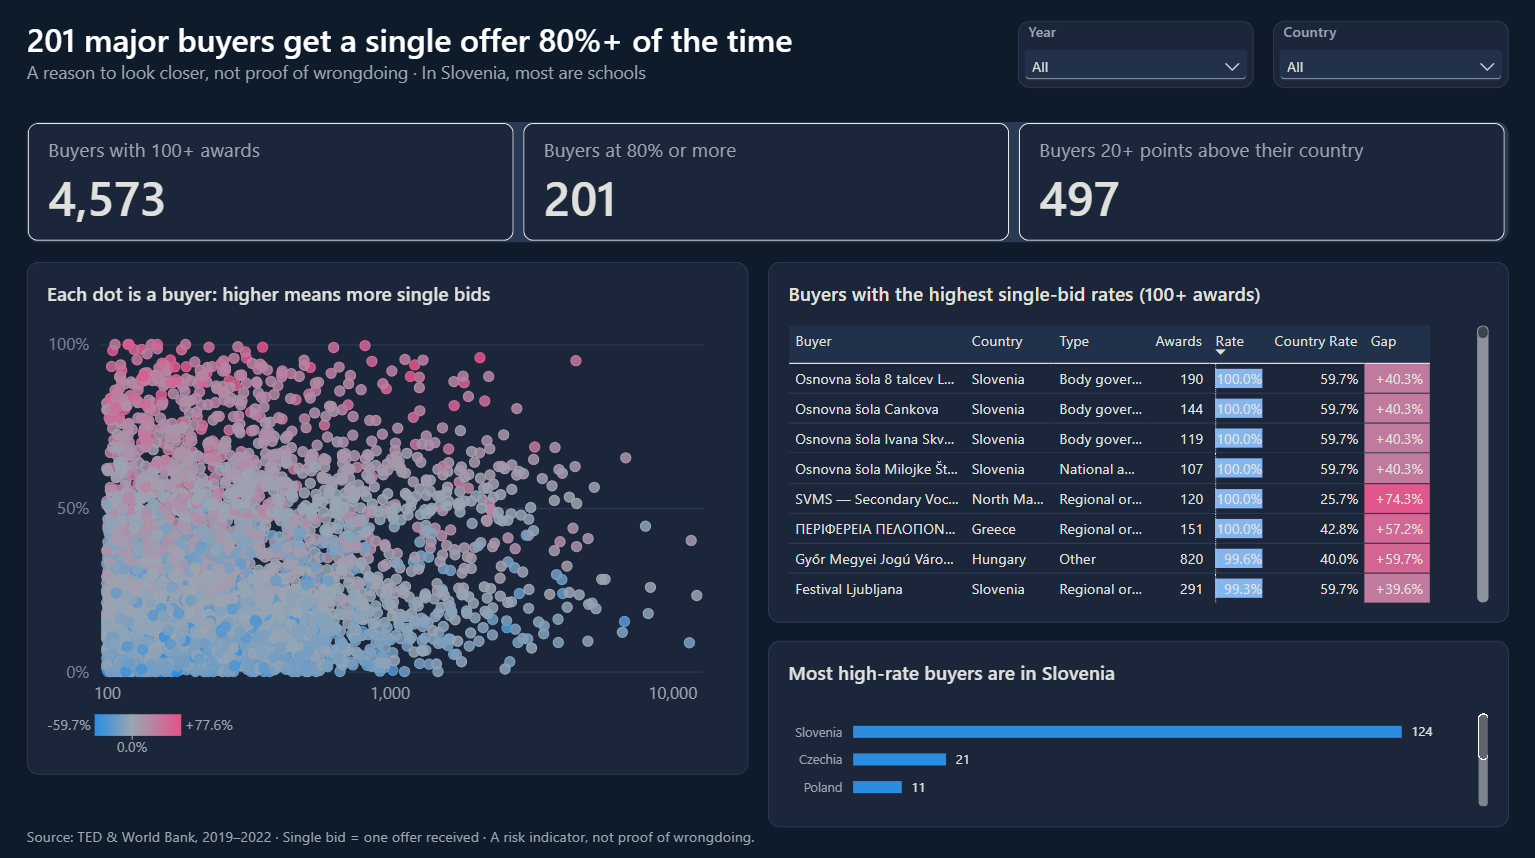 201 major buyers get a single offer 80%+ of the time
A reason to look closer, not proof of wrongdoing · In Slovenia, most are schools
Year
All
Country
All
Buyers with 100+ awards
4,573
Buyers at 80% or more
201
Buyers 20+ points above their country
497
Each dot is a buyer: higher means more single bids
100%
50%
0%
100 1,000 10,000
-59.7% +77.6%
0.0%
Buyers with the highest single-bid rates (100+ awards)
Buyer Country Type Awards Rate Country Rate Gap
Osnovna šola 8 talcev L... Slovenia Body gover... 190 100.0% 59.7% +40.3%
Osnovna šola Cankova Slovenia Body gover... 144 100.0% 59.7% +40.3%
Osnovna šola Ivana Skv... Slovenia Body gover... 119 100.0% 59.7% +40.3%
Osnovna šola Milojke Št... Slovenia National a... 107 100.0% 59.7% +40.3%
SVMS — Secondary Voc... North Ma... Regional or... 120 100.0% 25.7% +74.3%
ΠΕΡΙΦΕΡΕΙΑ ΠΕΛΟΠΟΝ... Greece Regional or... 151 100.0% 42.8% +57.2%
Győr Megyei Jogú Váro... Hungary Other 820 99.6% 40.0% +59.7%
Festival Ljubljana Slovenia Regional or... 291 99.3% 59.7% +39.6%
Most high-rate buyers are in Slovenia
Slovenia 124
Czechia 21
Poland 11
Source: TED & World Bank, 2019–2022 · Single bid = one offer received · A risk indicator, not proof of wrongdoing.